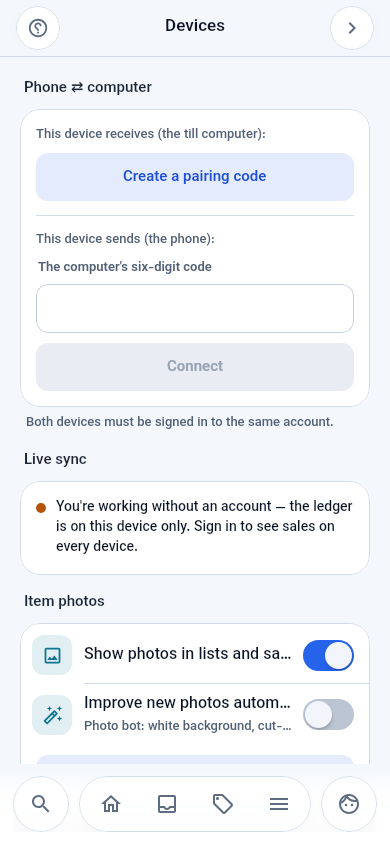 Devices
Phone ⇄ computer
This device receives (the till computer):
Create a pairing code
This device sends (the phone):
The computer's six-digit code
Connect
Both devices must be signed in to the same account.
Live sync
You're working without an account — the ledger
is on this device only. Sign in to see sales on
every device.
Item photos
Show photos in lists and sa...
Improve new photos autom...
Photo bot: white background, cut-...